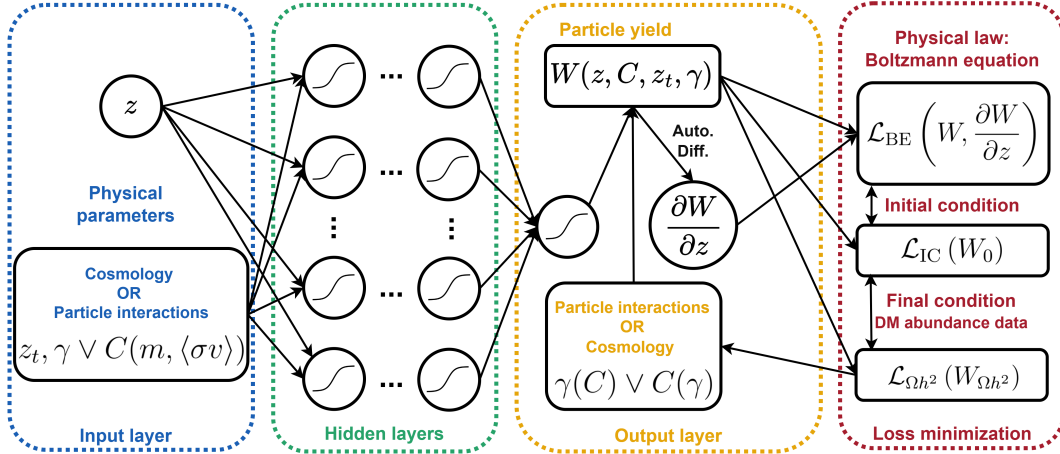 z
Physical
parameters
Cosmology
OR
Particle interactions
z_t, γ ∨ C(m, ⟨σv⟩)
Input layer
...
...
...
...
...
...
Hidden layers
Particle yield
W(z, C, z_t, γ)
Auto.
Diff.
∂W/∂z
Particle interactions
OR
Cosmology
γ(C) ∨ C(γ)
Output layer
Physical law:
Boltzmann equation
ℒ_BE (W, ∂W/∂z)
Initial condition
ℒ_IC (W_0)
Final condition
DM abundance data
ℒ_Ωh² (W_Ωh²)
Loss minimization